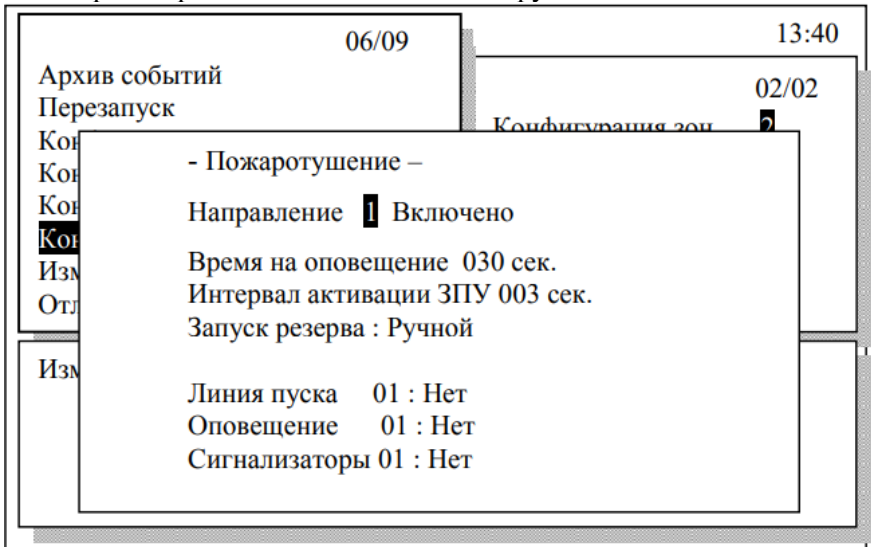 06/09
13:40
Архив событий
Перезапуск
02/02
Конфигурация зон 2
- Пожаротушение –
Направление 1 Включено
Время на оповещение 030 сек.
Интервал активации ЗПУ 003 сек.
Запуск резерва : Ручной
Линия пуска 01 : Нет
Оповещение 01 : Нет
Сигнализаторы 01 : Нет